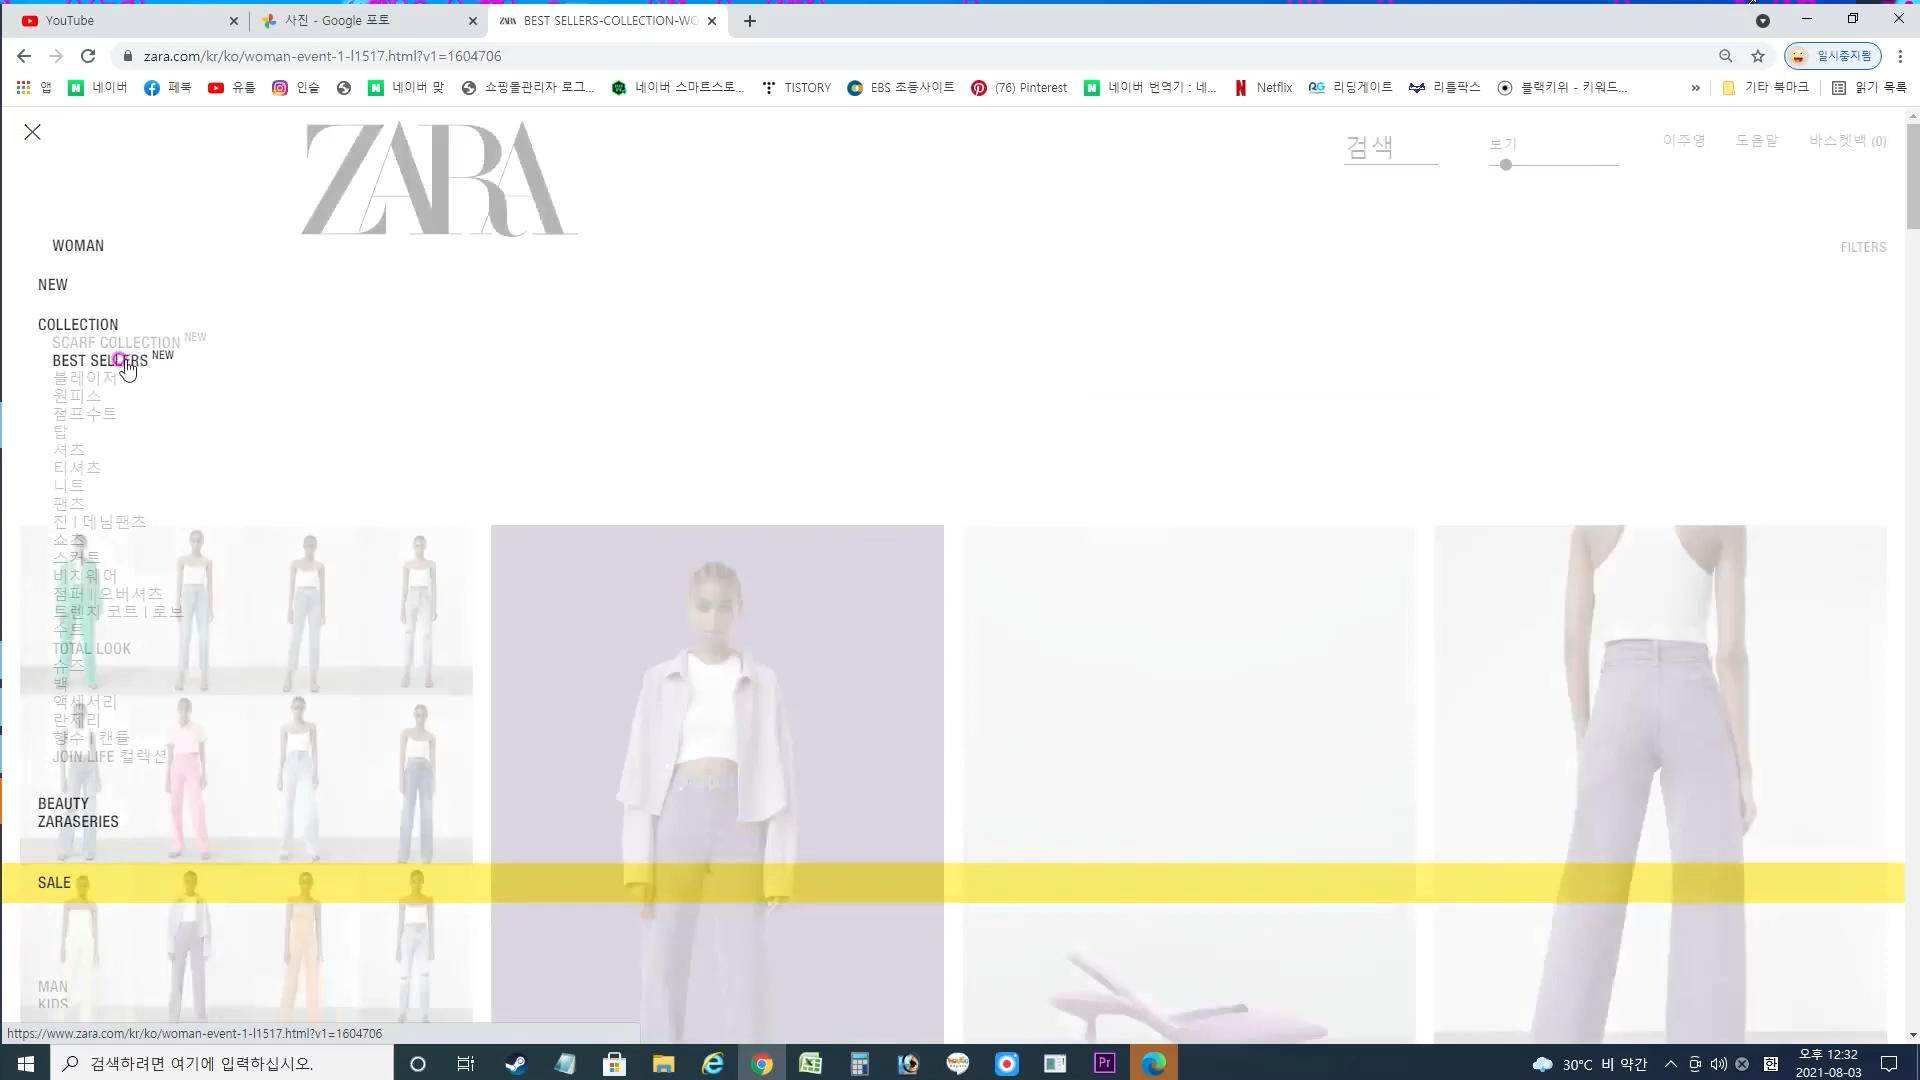 YouTube
사진 - Google 포토
ZARA BEST SELLERS-COLLECTION-WO
zara.com/kr/ko/woman-event-1-l1517.html?v1=1604706
일시중지됨
앱
네이버
페북
유튭
인슬
네이버 맞
쇼핑몰관리자 로그...
네이버 스마트스토...
TISTORY
EBS 초등사이트
(76) Pinterest
네이버 번역기 : 네...
Netflix
리딩게이트
리틀팍스
블랙키위 - 키워드...
»
기타 북마크
읽기 목록
ZARA
검색
보기
이주영
도움말
바스켓백 (0)
FILTERS
WOMAN
NEW
COLLECTION
SCARF COLLECTION NEW
BEST SELLERS NEW
블레이저
원피스
점프수트
탑
셔츠
티셔츠
니트
팬츠
진 | 데님팬츠
쇼츠
스커트
비치웨어
점퍼 | 오버셔츠
트렌치 코트 | 로브
수트
TOTAL LOOK
슈즈
백
액세서리
란제리
향수 | 캔들
JOIN LIFE 컬렉션
BEAUTY
ZARASERIES
SALE
MAN
KIDS
https://www.zara.com/kr/ko/woman-event-1-l1517.html?v1=1604706
검색하려면 여기에 입력하십시오.
Pr
30°C 비 약간
한
오후 12:32
2021-08-03